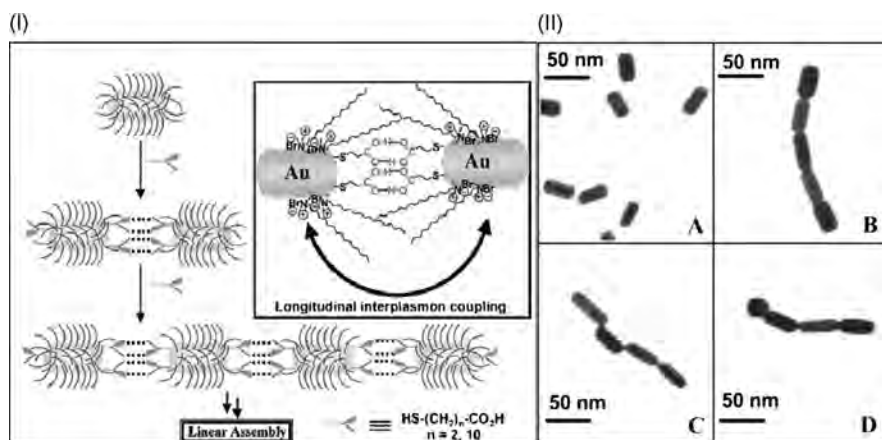 (I)
(II)
Au
Au
S
S
S
S
Longitudinal interplasmon coupling
Linear Assembly
HS-(CH₂)ₙ-CO₂H
n = 2, 10
50 nm
A
50 nm
B
50 nm
C
50 nm
D